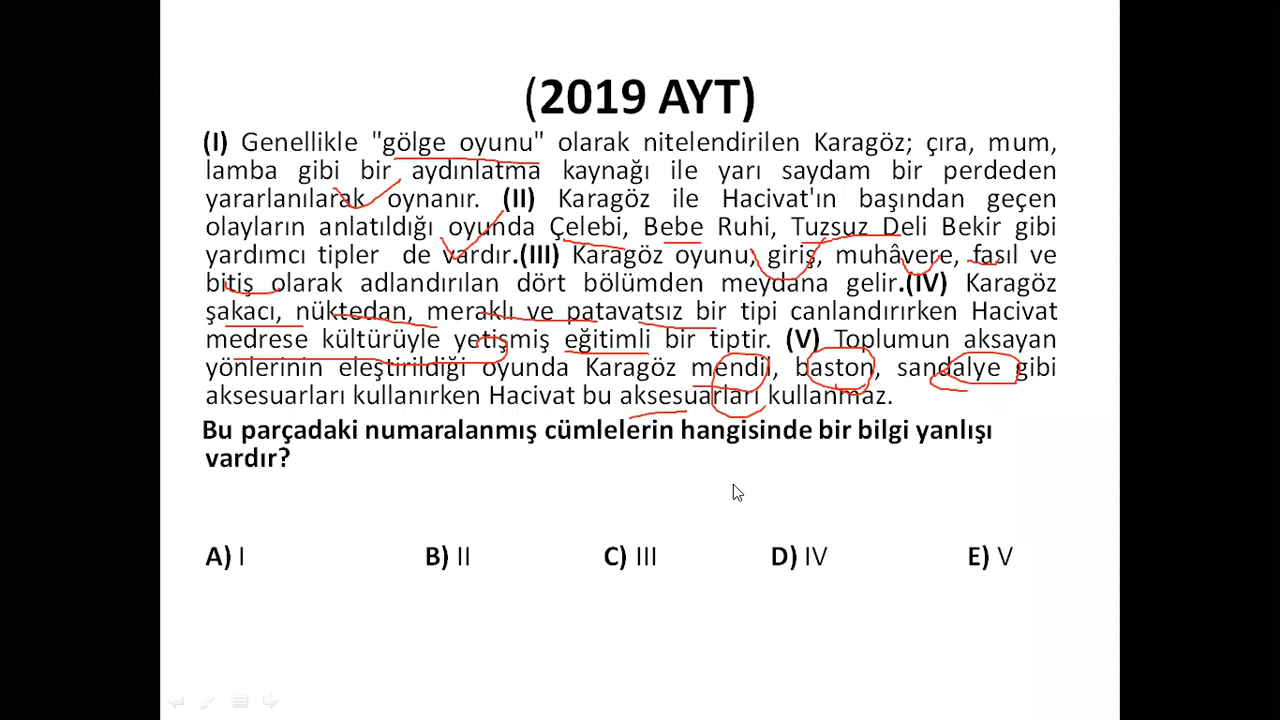 (2019 AYT)
(I) Genellikle "gölge oyunu" olarak nitelendirilen Karagöz; çıra, mum,
lamba gibi bir aydınlatma kaynağı ile yarı saydam bir perdeden
yararlanılarak oynanır. (II) Karagöz ile Hacivat'ın başından geçen
olayların anlatıldığı oyunda Çelebi, Bebe Ruhi, Tuzsuz Deli Bekir gibi
yardımcı tipler de vardır.(III) Karagöz oyunu, giriş, muhâvere, fasıl ve
bitiş olarak adlandırılan dört bölümden meydana gelir.(IV) Karagöz
şakacı, nüktedan, meraklı ve patavatsız bir tipi canlandırırken Hacivat
medrese kültürüyle yetişmiş eğitimli bir tiptir. (V) Toplumun aksayan
yönlerinin eleştirildiği oyunda Karagöz mendil, baston, sandalye gibi
aksesuarları kullanırken Hacivat bu aksesuarları kullanmaz.
Bu parçadaki numaralanmış cümlelerin hangisinde bir bilgi yanlışı
vardır?
A) I B) II C) III D) IV E) V